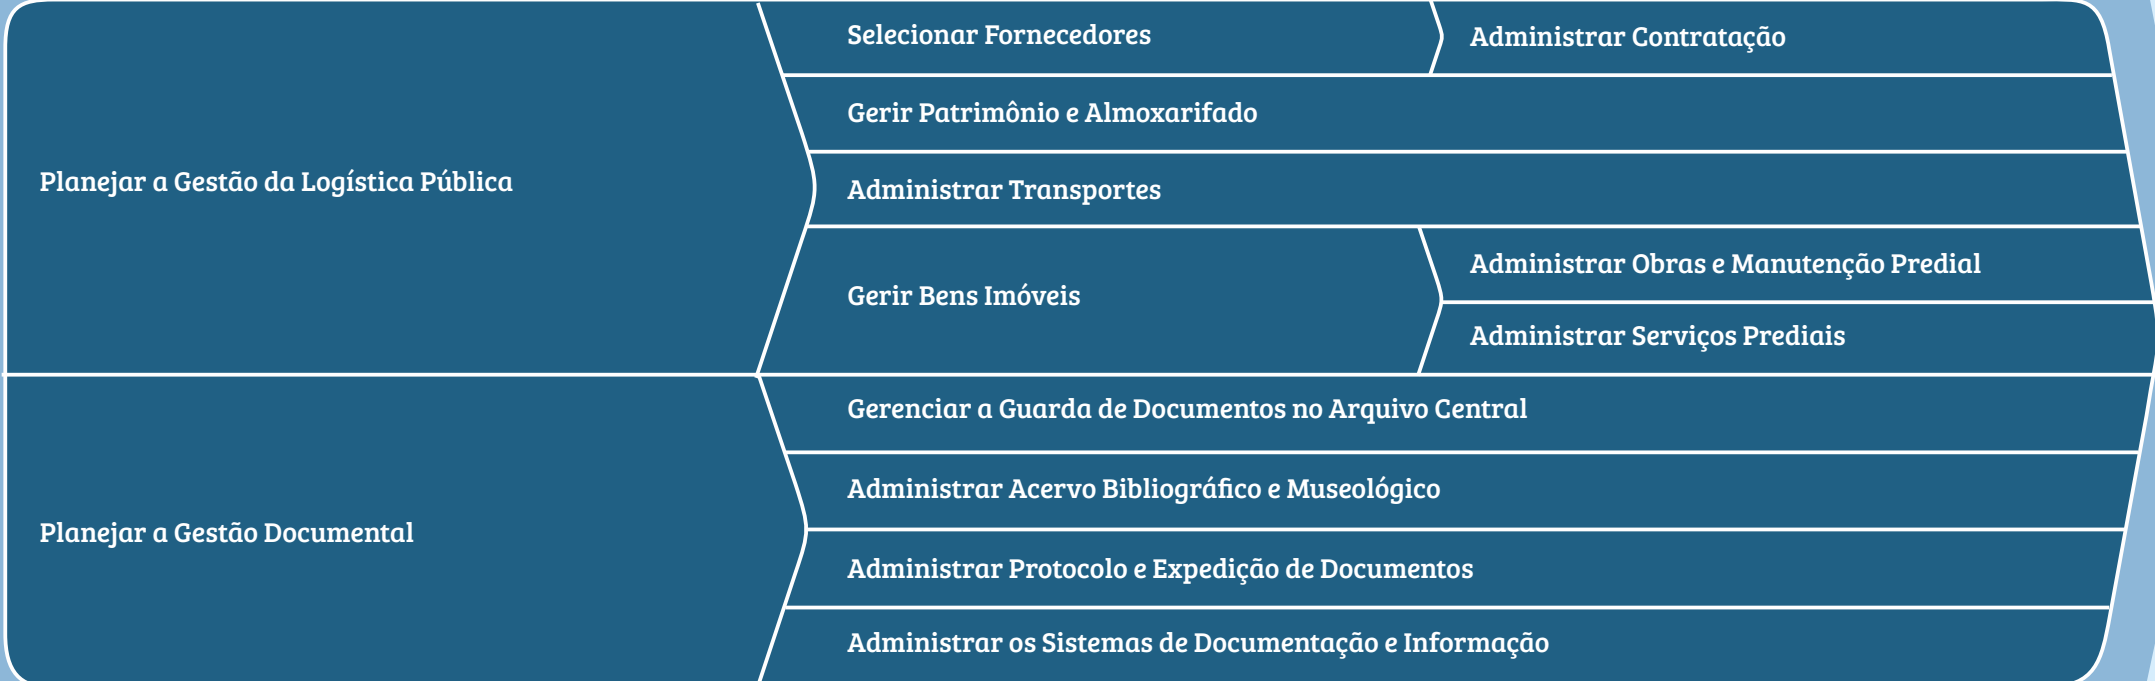 Planejar a Gestão da Logística Pública
Selecionar Fornecedores
Administrar Contratação
Gerir Patrimônio e Almoxarifado
Administrar Transportes
Gerir Bens Imóveis
Administrar Obras e Manutenção Predial
Administrar Serviços Prediais
Planejar a Gestão Documental
Gerenciar a Guarda de Documentos no Arquivo Central
Administrar Acervo Bibliográfico e Museológico
Administrar Protocolo e Expedição de Documentos
Administrar os Sistemas de Documentação e Informação